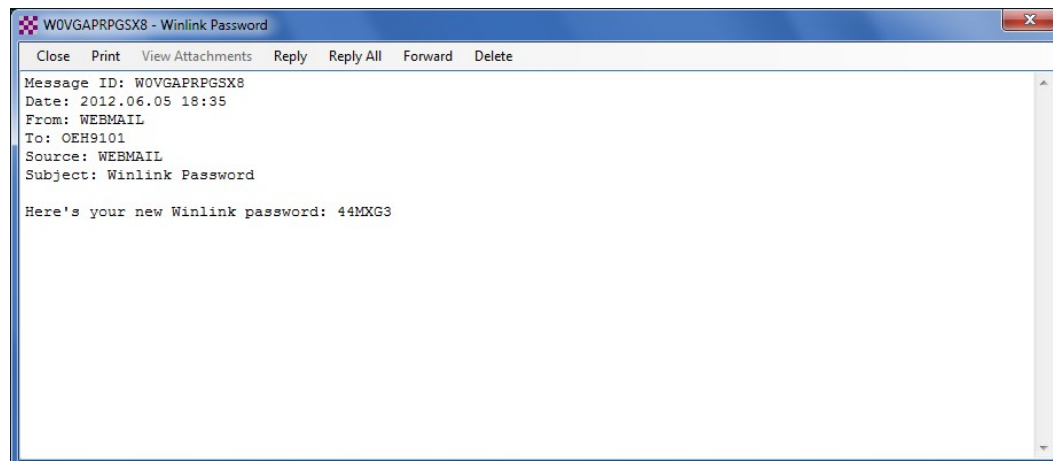 W0VGAPRPGSX8 - Winlink Password
Close Print View Attachments Reply Reply All Forward Delete
Message ID: W0VGAPRPGSX8
Date: 2012.06.05 18:35
From: WEBMAIL
To: OEH9101
Source: WEBMAIL
Subject: Winlink Password
Here's your new Winlink password: 44MXG3